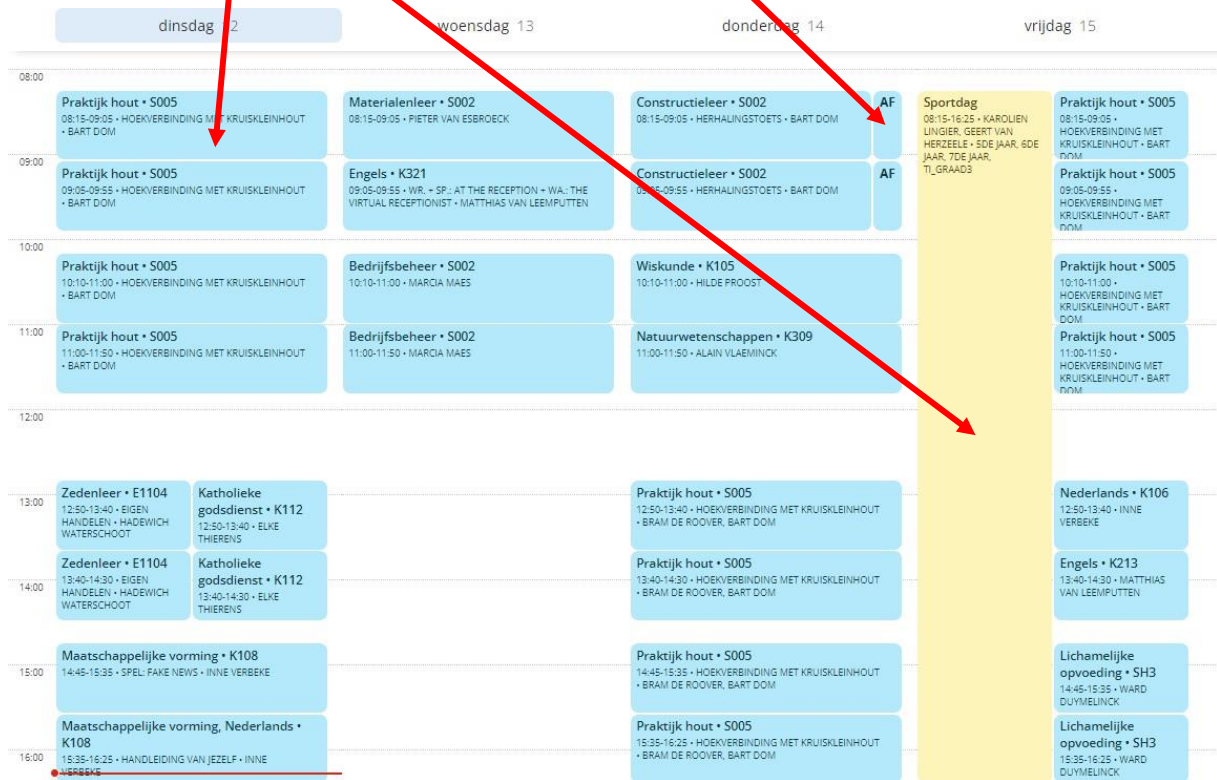 dinsdag 12
woensdag 13
donderdag 14
vrijdag 15
08:00
09:00
10:00
11:00
12:00
13:00
14:00
15:00
16:00
Praktijk hout • S005
08:15-09:05 • HOEKVERBINDING MET KRUISKLEINHOUT
• BART DOM
Praktijk hout • S005
09:05-09:55 • HOEKVERBINDING MET KRUISKLEINHOUT
• BART DOM
Praktijk hout • S005
10:10-11:00 • HOEKVERBINDING MET KRUISKLEINHOUT
• BART DOM
Praktijk hout • S005
11:00-11:50 • HOEKVERBINDING MET KRUISKLEINHOUT
• BART DOM
Zedenleer • E1104
12:50-13:40 • EIGEN
HANDELEN • HADEWICH
WATERSCHOOT
Katholieke
godsdienst • K112
12:50-13:40 • ELKE
THIERENS
Zedenleer • E1104
13:40-14:30 • EIGEN
HANDELEN • HADEWICH
WATERSCHOOT
Katholieke
godsdienst • K112
13:40-14:30 • ELKE
THIERENS
Maatschappelijke vorming • K108
14:45-15:35 • SPEL: FAKE NEWS • INNE VERBEKE
Maatschappelijke vorming, Nederlands •
K108
15:35-16:25 • HANDLEIDING VAN JEZELF • INNE
VERBEKE
Materialenleer • S002
08:15-09:05 • PIETER VAN ESBROECK
Engels • K321
09:05-09:55 • WR. + SP.: AT THE RECEPTION + WA.: THE
VIRTUAL RECEPTIONIST • MATTHIAS VAN LEEMPUTTEN
Bedrijfsbeheer • S002
10:10-11:00 • MARCIA MAES
Bedrijfsbeheer • S002
11:00-11:50 • MARCIA MAES
Constructieleer • S002
08:15-09:05 • HERHALINGSTOETS • BART DOM
AF
Constructieleer • S002
09:05-09:55 • HERHALINGSTOETS • BART DOM
AF
Wiskunde • K105
10:10-11:00 • HILDE PROOST
Natuurwetenschappen • K309
11:00-11:50 • ALAIN VLAEMINCK
Praktijk hout • S005
12:50-13:40 • HOEKVERBINDING MET KRUISKLEINHOUT
• BRAM DE ROOVER, BART DOM
Praktijk hout • S005
13:40-14:30 • HOEKVERBINDING MET KRUISKLEINHOUT
• BRAM DE ROOVER, BART DOM
Praktijk hout • S005
14:45-15:35 • HOEKVERBINDING MET KRUISKLEINHOUT
• BRAM DE ROOVER, BART DOM
Praktijk hout • S005
15:35-16:25 • HOEKVERBINDING MET KRUISKLEINHOUT
• BRAM DE ROOVER, BART DOM
Sportdag
08:15-16:25 • KAROLIEN
LINGIER, GEERT VAN
HERZEELE • 5DE JAAR, 6DE
JAAR, 7DE JAAR,
TI_GRAAD3
Praktijk hout • S005
08:15-09:05 •
HOEKVERBINDING MET
KRUISKLEINHOUT • BART
DOM
Praktijk hout • S005
09:05-09:55 •
HOEKVERBINDING MET
KRUISKLEINHOUT • BART
DOM
Praktijk hout • S005
10:10-11:00 •
HOEKVERBINDING MET
KRUISKLEINHOUT • BART
DOM
Praktijk hout • S005
11:00-11:50 •
HOEKVERBINDING MET
KRUISKLEINHOUT • BART
DOM
Nederlands • K106
12:50-13:40 • INNE
VERBEKE
Engels • K213
13:40-14:30 • MATTHIAS
VAN LEEMPUTTEN
Lichamelijke
opvoeding • SH3
14:45-15:35 • WARD
DUYMELINCK
Lichamelijke
opvoeding • SH3
15:35-16:25 • WARD
DUYMELINCK